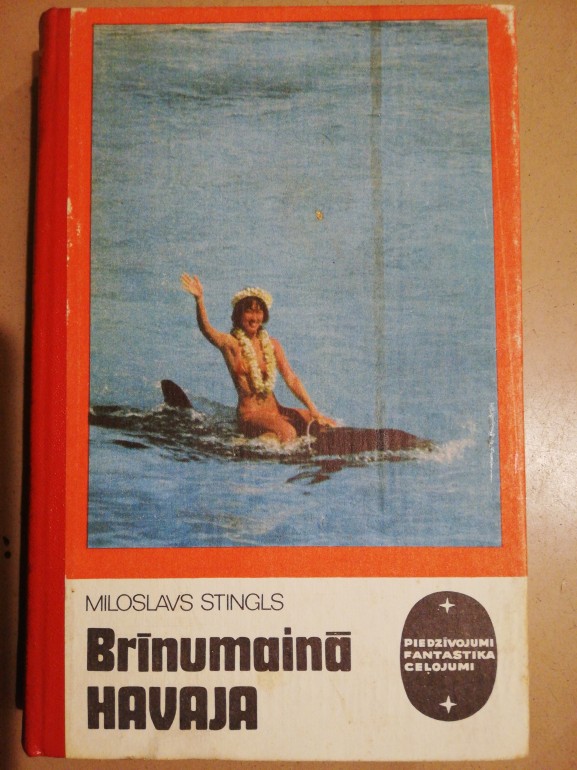 MILOSLAVS STINGLS
Brīnumainā
HAVAJA
PIEDZĪVOJUMI
FANTASTIKA
CEĻOJUMI